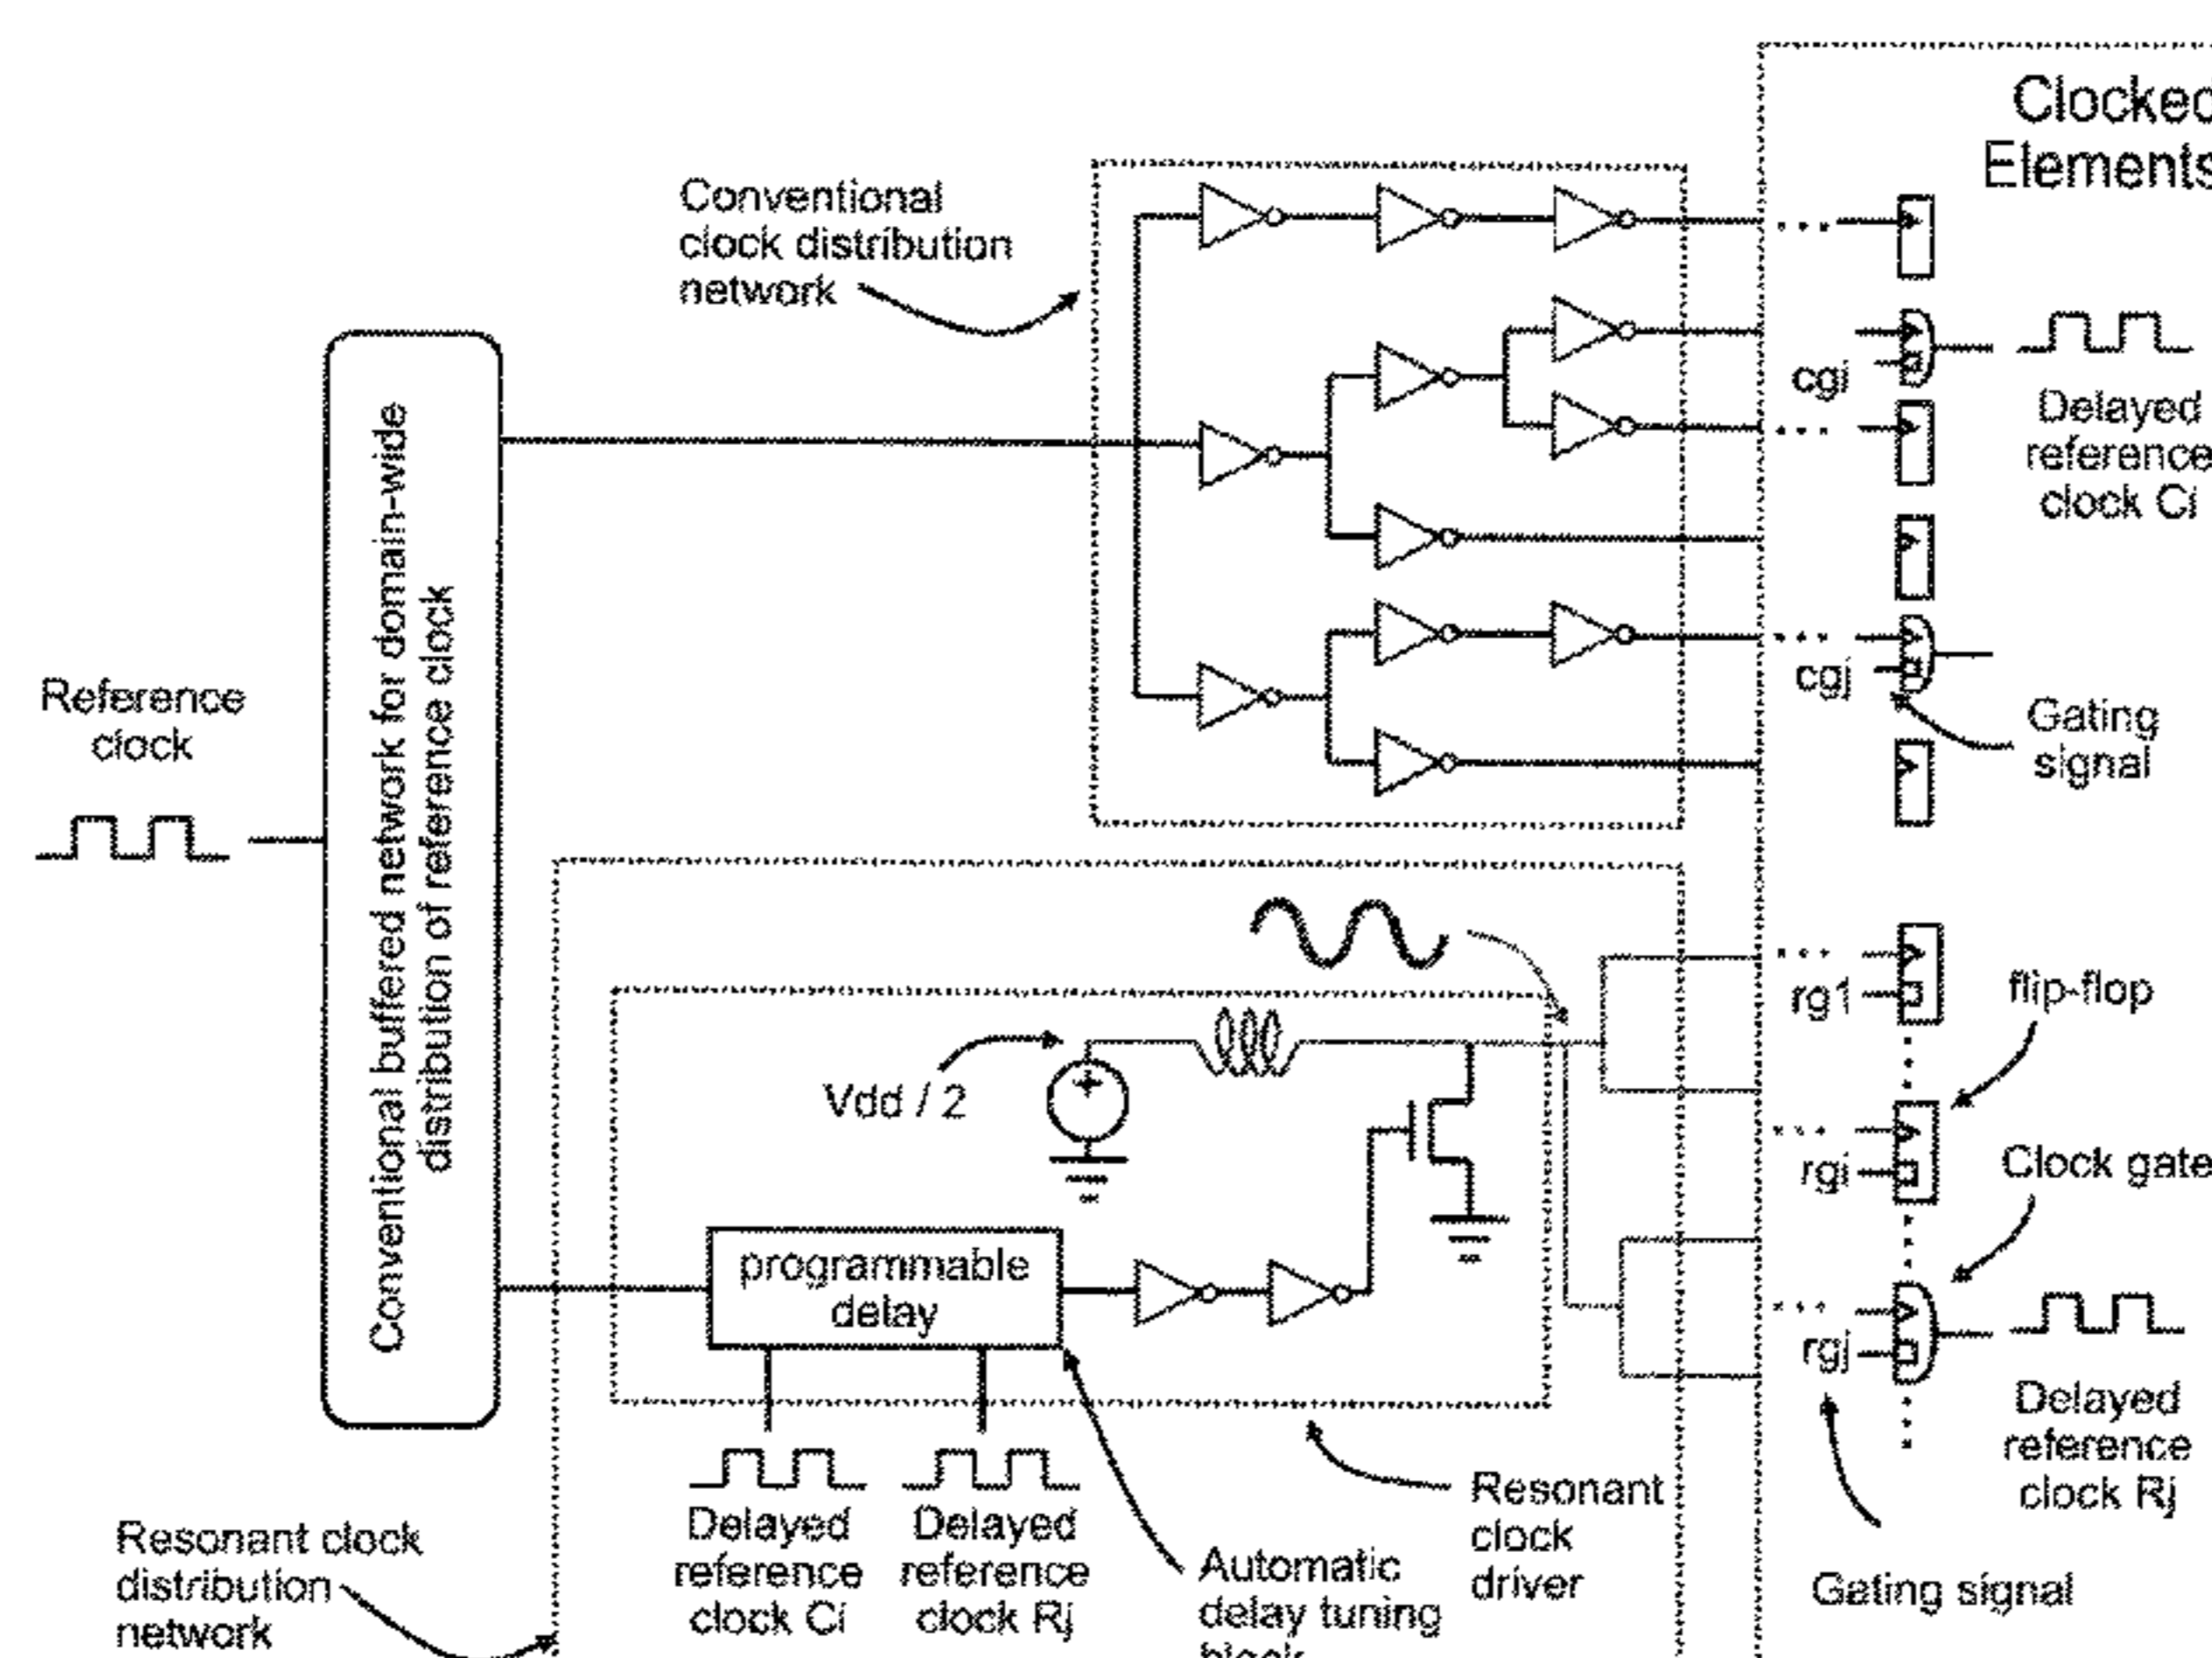 Clocked
Elements
Conventional
clock distribution
network
cgi
Delayed
reference
clock Ci
Conventional buffered network for domain-wide
distribution of reference clock
Reference
clock
cgj
Gating
signal
rg1
flip-flop
Vdd / 2
+
rgi
Clock gate
programmable
delay
rgj
Delayed
reference
clock Rj
Resonant
clock
driver
Delayed
reference
clock Ci
Delayed
reference
clock Rj
Automatic
delay tuning
block
Resonant clock
distribution
network
Gating signal